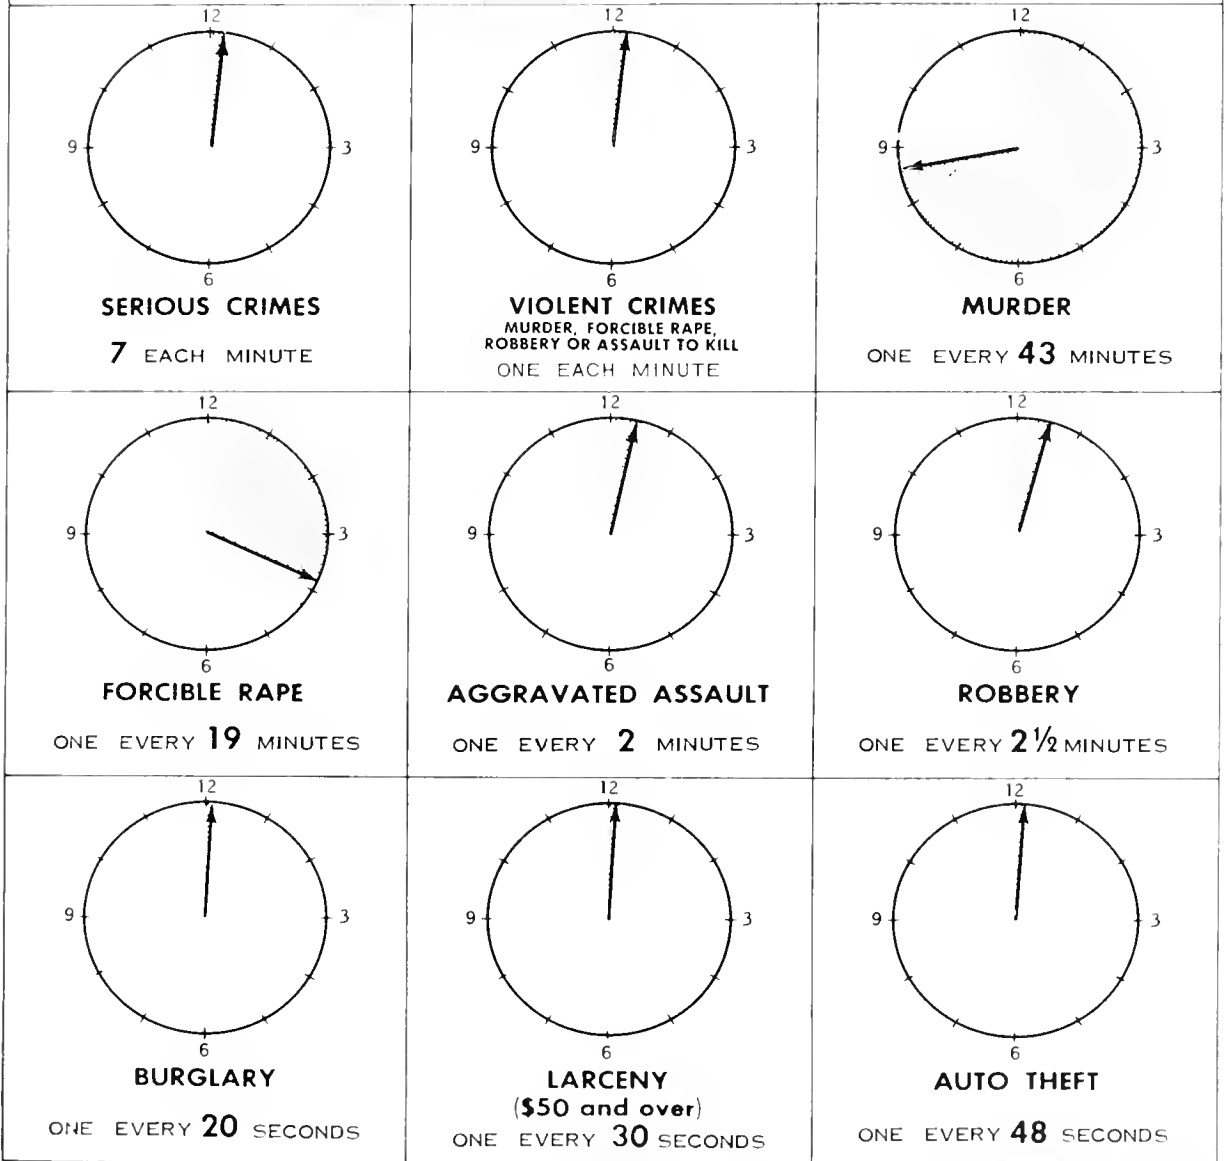 12
9
3
6
SERIOUS CRIMES
7 EACH MINUTE
12
9
3
6
VIOLENT CRIMES
MURDER, FORCIBLE RAPE,
ROBBERY OR ASSAULT TO KILL
ONE EACH MINUTE
12
9
3
6
MURDER
ONE EVERY 43 MINUTES
12
9
3
6
FORCIBLE RAPE
ONE EVERY 19 MINUTES
12
9
3
6
AGGRAVATED ASSAULT
ONE EVERY 2 MINUTES
12
9
3
6
ROBBERY
ONE EVERY 2½ MINUTES
12
9
3
6
BURGLARY
ONE EVERY 20 SECONDS
12
9
3
6
LARCENY
($50 and over)
ONE EVERY 30 SECONDS
12
9
3
6
AUTO THEFT
ONE EVERY 48 SECONDS